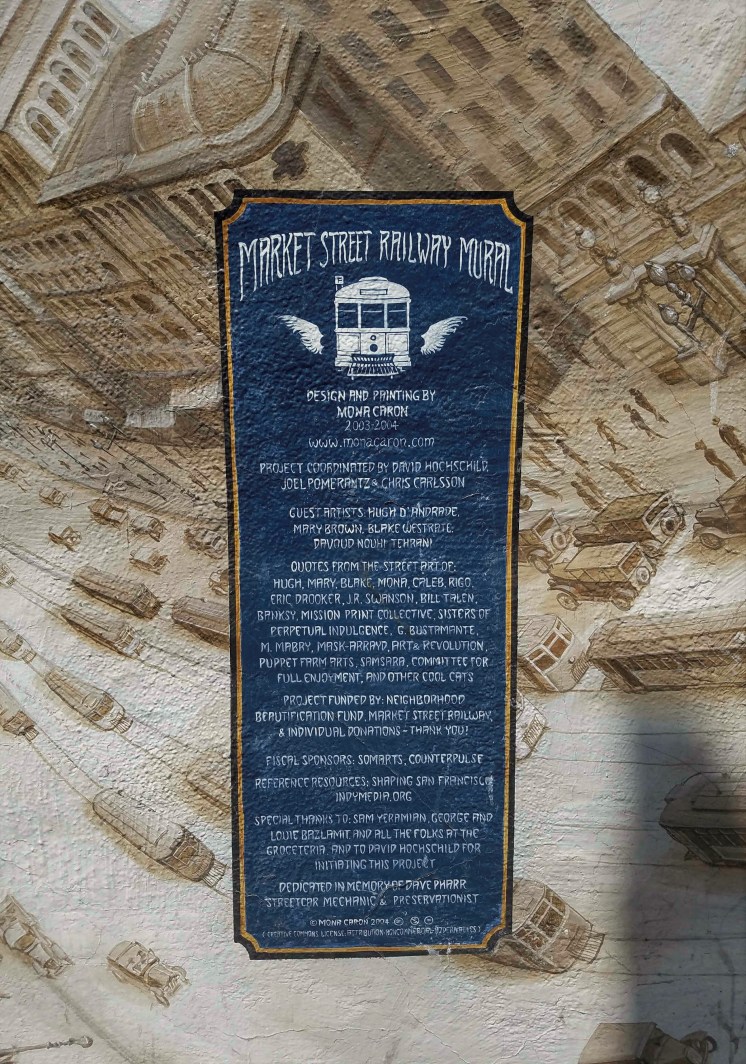 MARKET STREET RAILWAY MURAL
DESIGN AND PAINTING BY
MONA CARON
2003-2004
www.monacaron.com
PROJECT COORDINATED BY DAVID HOCHSCHILD,
JOEL POMERANTZ & CHRIS CARLSSON
GUEST ARTISTS: HUGH D'ANDRADE,
MARY BROWN, BLAKE WESTRATE,
DAVOUD NOUHI TEHRANI
QUOTES FROM THE STREET ART OF:
HUGH, MARY, BLAKE, MONA, CALEB, RIGO,
ERIC DROOKER, J.R. SWANSON, BILL TALEN,
BANKSY, MISSION PRINT COLLECTIVE, SISTERS OF
PERPETUAL INDULGENCE, G. BUSTAMANTE,
M. MABRY, MASK-ARRAYD, ART & REVOLUTION,
PUPPET FARM ARTS, SAMSARA, COMMITTEE FOR
FULL ENJOYMENT, AND OTHER COOL CATS
PROJECT FUNDED BY: NEIGHBORHOOD
BEAUTIFICATION FUND, MARKET STREET RAILWAY,
& INDIVIDUAL DONATIONS - THANK YOU!
FISCAL SPONSORS: SOMARTS, COUNTERPULSE
REFERENCE RESOURCES: SHAPING SAN FRANCISCO
INDYMEDIA.ORG
SPECIAL THANKS TO: SAM YERAMIAN, GEORGE AND
LOUIE BAZLAMIT AND ALL THE FOLKS AT THE
GROCETERIA. AND TO DAVID HOCHSCHILD FOR
INITIATING THIS PROJECT
DEDICATED IN MEMORY OF DAVE PHARR
STREETCAR MECHANIC & PRESERVATIONIST
© MONA CARON 2004
(CREATIVE COMMONS LICENSE: ATTRIBUTION-NONCOMMERCIAL-NODERIVATIVES)